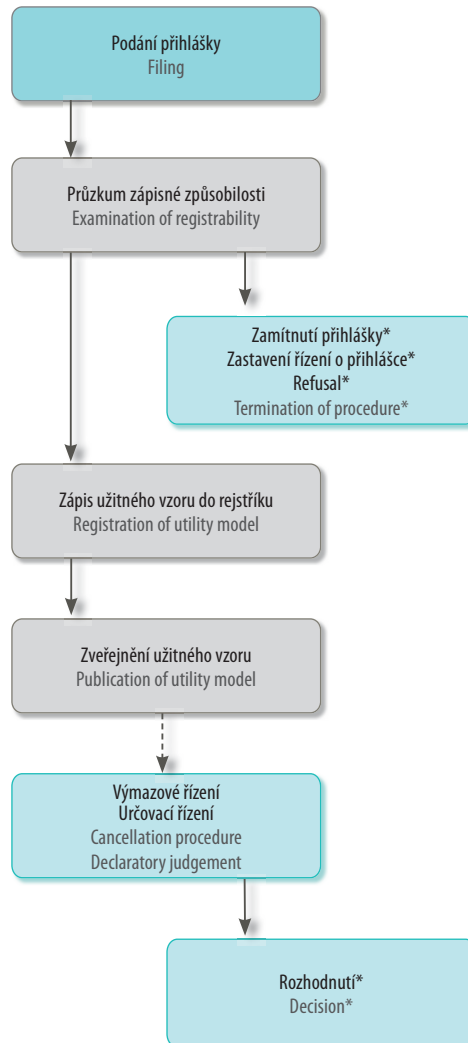 Podání přihlášky
Filing
Průzkum zápisné způsobilosti
Examination of registrability
Zamítnutí přihlášky*
Zastavení řízení o přihlášce*
Refusal*
Termination of procedure*
Zápis užitného vzoru do rejstříku
Registration of utility model
Zveřejnění užitného vzoru
Publication of utility model
Výmazové řízení
Určovací řízení
Cancellation procedure
Declaratory judgement
Rozhodnutí*
Decision*